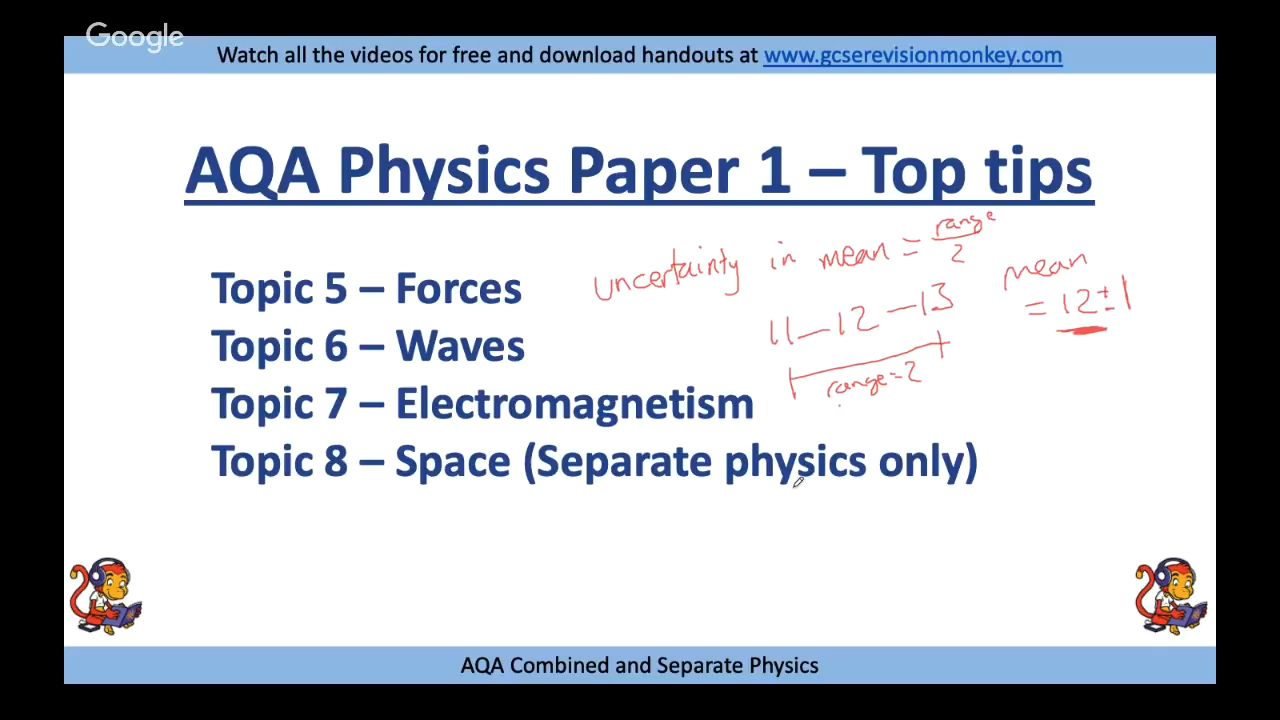 Google
Watch all the videos for free and download handouts at www.gcserevisionmonkey.com
AQA Physics Paper 1 – Top tips
uncertainty in mean = range/2
Topic 5 – Forces
11 – 12 – 13
mean
= 12 ± 1
Topic 6 – Waves
range = 2
Topic 7 – Electromagnetism
Topic 8 – Space (Separate physics only)
AQA Combined and Separate Physics